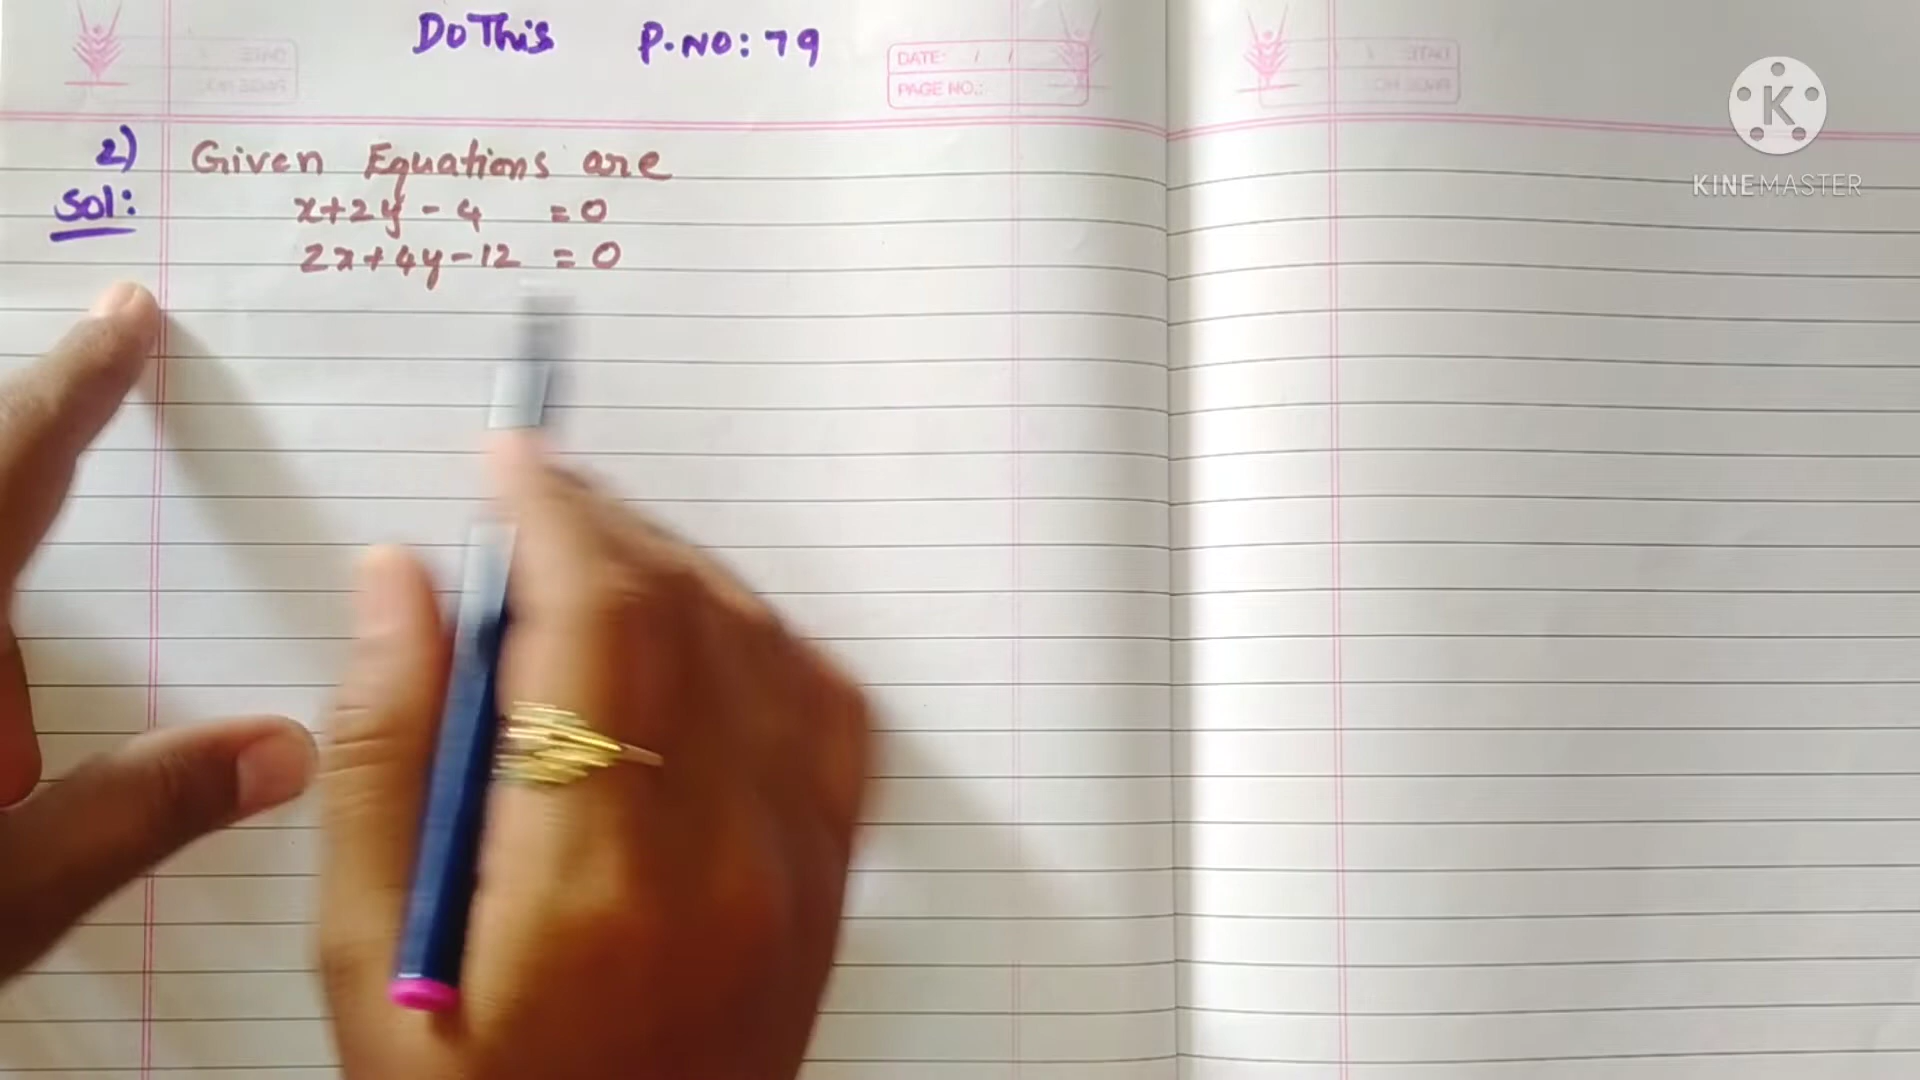 Do This P.NO: 79
DATE: / /
PAGE NO.:
2) Given Equations are
Sol: x+2y-4 =0
2x+4y-12 =0
K
KINEMASTER